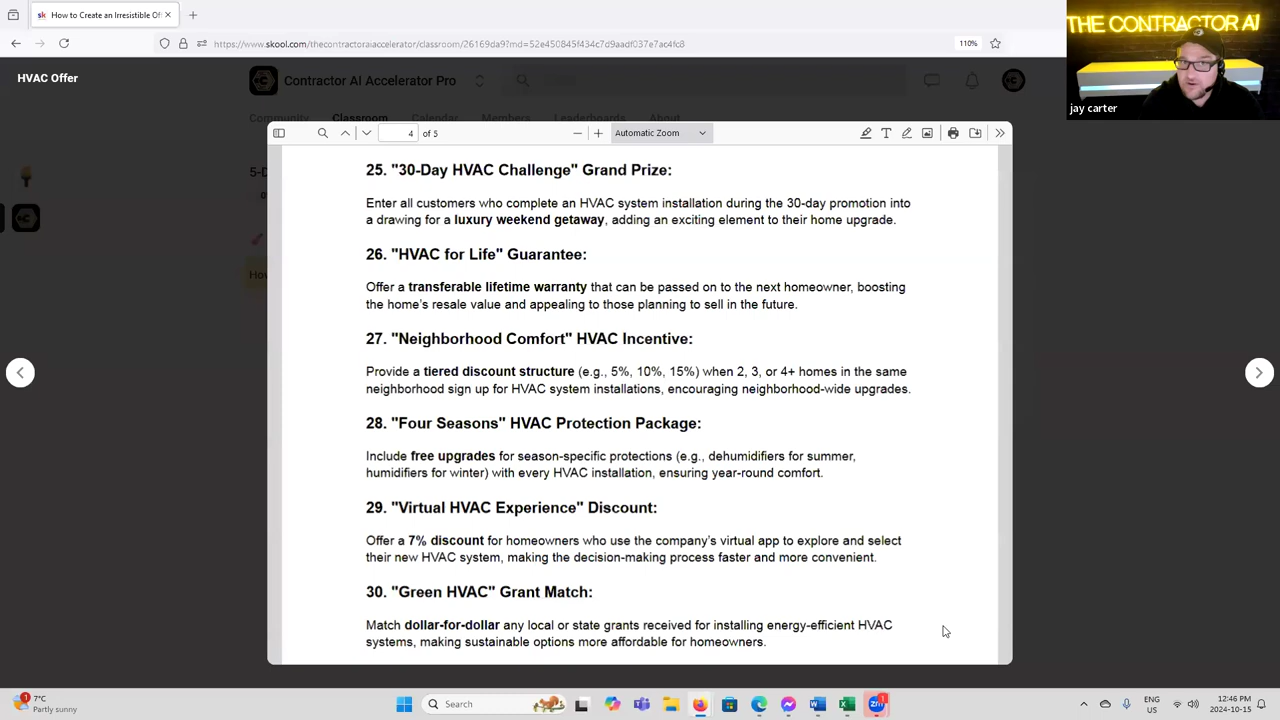 How to Create an Irresistible Of
https://www.skool.com/thecontractoraiaccelerator/classroom/26169da9?md=52e450845f434c7d9aadf037e7ac4fc8
110%
THE CONTRACTOR AI
jay carter
HVAC Offer
Contractor AI Accelerator Pro
Community Classroom Calendar Members Leaderboards About
4 of 5
Automatic Zoom
5-D
How
25. "30-Day HVAC Challenge" Grand Prize:
Enter all customers who complete an HVAC system installation during the 30-day promotion into
a drawing for a luxury weekend getaway, adding an exciting element to their home upgrade.
26. "HVAC for Life" Guarantee:
Offer a transferable lifetime warranty that can be passed on to the next homeowner, boosting
the home's resale value and appealing to those planning to sell in the future.
27. "Neighborhood Comfort" HVAC Incentive:
Provide a tiered discount structure (e.g., 5%, 10%, 15%) when 2, 3, or 4+ homes in the same
neighborhood sign up for HVAC system installations, encouraging neighborhood-wide upgrades.
28. "Four Seasons" HVAC Protection Package:
Include free upgrades for season-specific protections (e.g., dehumidifiers for summer,
humidifiers for winter) with every HVAC installation, ensuring year-round comfort.
29. "Virtual HVAC Experience" Discount:
Offer a 7% discount for homeowners who use the company's virtual app to explore and select
their new HVAC system, making the decision-making process faster and more convenient.
30. "Green HVAC" Grant Match:
Match dollar-for-dollar any local or state grants received for installing energy-efficient HVAC
systems, making sustainable options more affordable for homeowners.
1
7°C
Partly sunny
Search
ENG
US
12:46 PM
2024-10-15